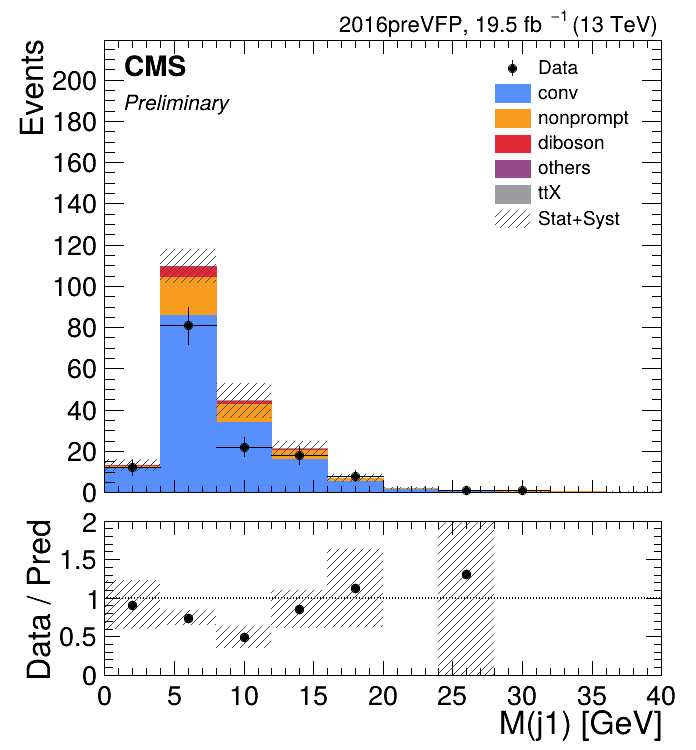 2016preVFP, 19.5 fb⁻¹ (13 TeV)
CMS
Preliminary
Events
Data
conv
nonprompt
diboson
others
ttX
Stat+Syst
220
200
180
160
140
120
100
80
60
40
20
0
Data / Pred
2
1.5
1
0.5
0
0 5 10 15 20 25 30 35 40
M(j1) [GeV]